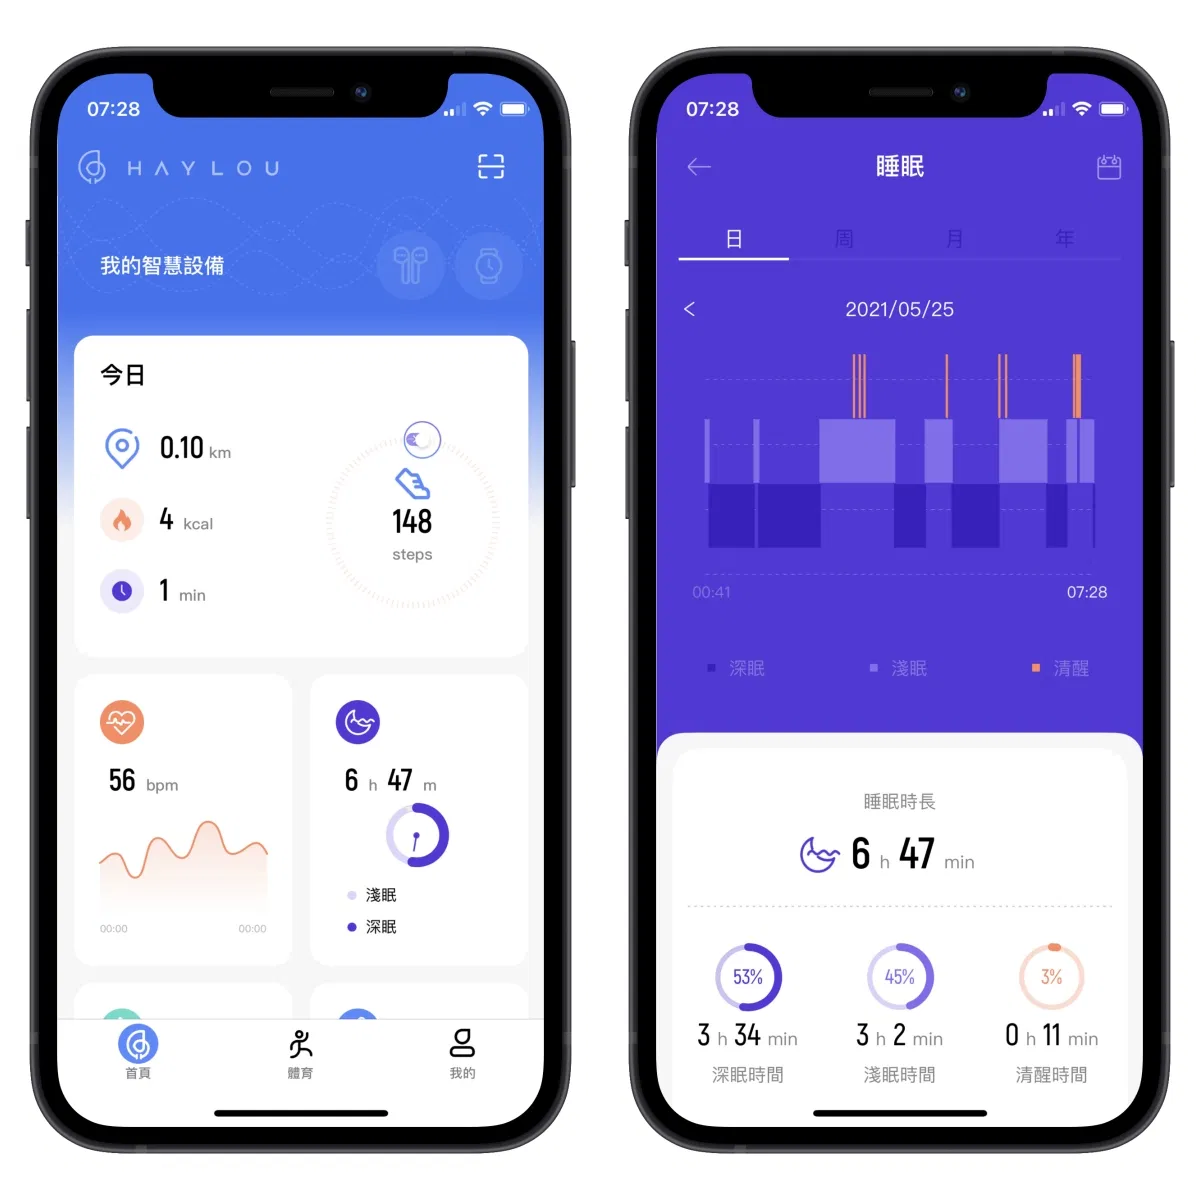 07:28
HAYLOU
我的智慧設備
今日
0.10 km
4 kcal
1 min
148
steps
56 bpm
00:00 00:00
6 h 47 m
淺眠
深眠
首頁 體育 我的
07:28
睡眠
日 周 月 年
< 2021/05/25
00:41 07:28
深眠 淺眠 清醒
睡眠時長
6 h 47 min
53% 45% 3%
3 h 34 min 3 h 2 min 0 h 11 min
深眠時間 淺眠時間 清醒時間